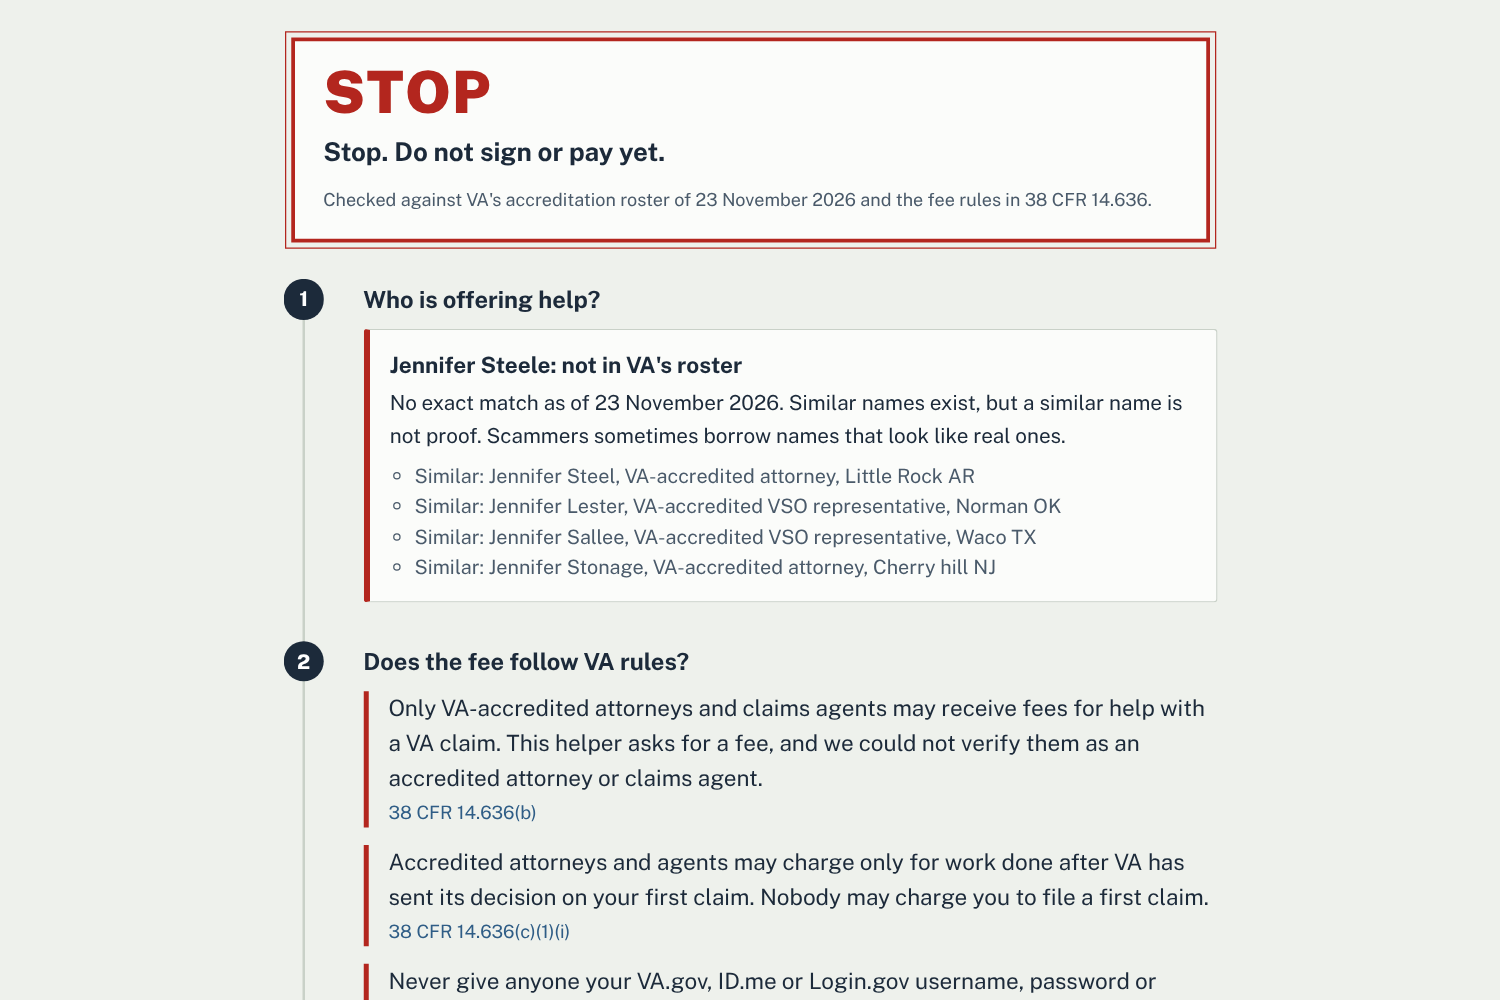 STOP
Stop. Do not sign or pay yet.
Checked against VA's accreditation roster of 23 November 2026 and the fee rules in 38 CFR 14.636.
1
Who is offering help?
Jennifer Steele: not in VA's roster
No exact match as of 23 November 2026. Similar names exist, but a similar name is
not proof. Scammers sometimes borrow names that look like real ones.
Similar: Jennifer Steel, VA-accredited attorney, Little Rock AR
Similar: Jennifer Lester, VA-accredited VSO representative, Norman OK
Similar: Jennifer Sallee, VA-accredited VSO representative, Waco TX
Similar: Jennifer Stonage, VA-accredited attorney, Cherry hill NJ
2
Does the fee follow VA rules?
Only VA-accredited attorneys and claims agents may receive fees for help with
a VA claim. This helper asks for a fee, and we could not verify them as an
accredited attorney or claims agent.
38 CFR 14.636(b)
Accredited attorneys and agents may charge only for work done after VA has
sent its decision on your first claim. Nobody may charge you to file a first claim.
38 CFR 14.636(c)(1)(i)
Never give anyone your VA.gov, ID.me or Login.gov username, password or